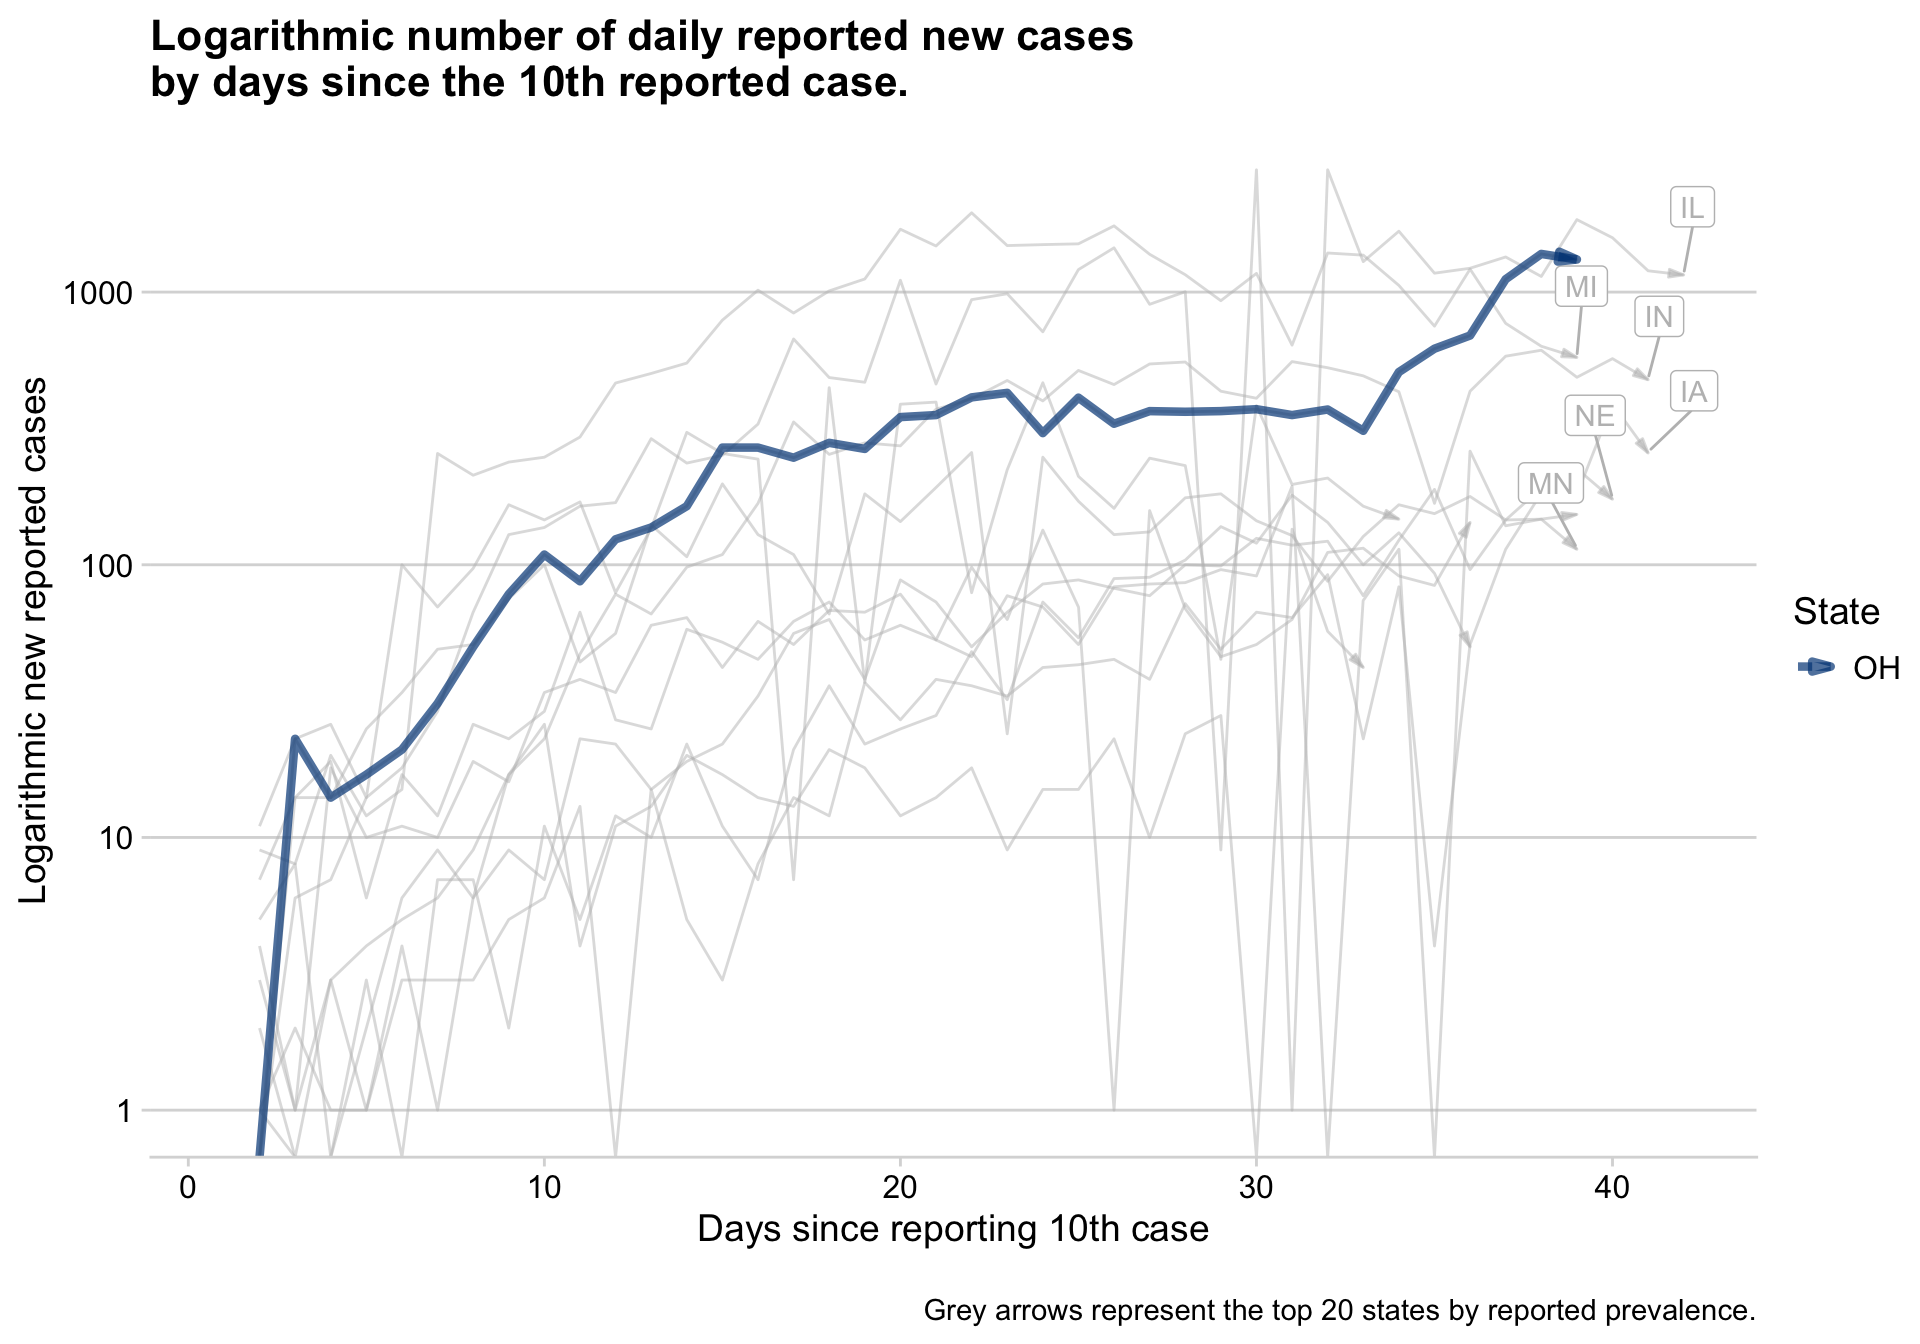 Logarithmic number of daily reported new cases
by days since the 10th reported case.
Logarithmic new reported cases
1000
100
10
1
IL
MI
IN
IA
NE
MN
State
OH
0
10
20
30
40
Days since reporting 10th case
Grey arrows represent the top 20 states by reported prevalence.